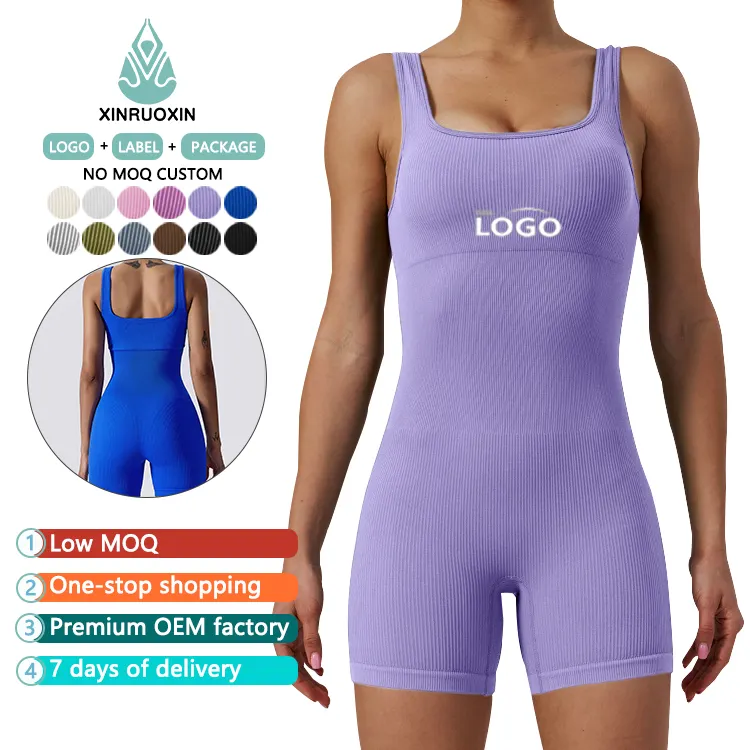 XINRUOXIN
LOGO + LABEL + PACKAGE
NO MOQ CUSTOM
LOGO
1 Low MOQ
2 One-stop shopping
3 Premium OEM factory
4 7 days of delivery